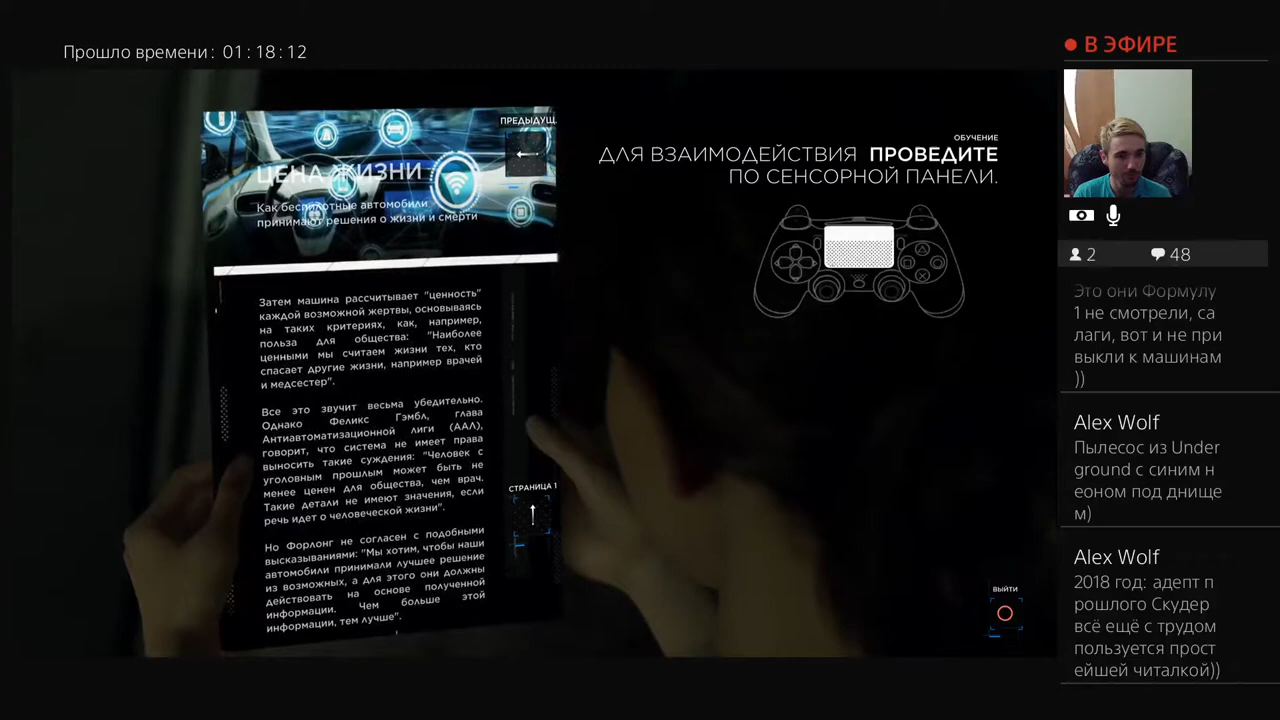 Прошло времени: 01:18:12
В ЭФИРЕ
ПРЕДЫДУЩ.
ЦЕНА ЖИЗНИ
Как беспилотные автомобили
принимают решения о жизни и смерти
Затем машина рассчитывает "ценность"
каждой возможной жертвы, основываясь
на таких критериях, как, например,
польза для общества: "Наиболее
ценными мы считаем жизни тех, кто
спасает другие жизни, например врачей
и медсестер".
Все это звучит весьма убедительно.
Однако Феликс Гэмбл, глава
Антиавтоматизационной лиги (ААЛ),
говорит, что система не имеет права
выносить такие суждения: "Человек с
уголовным прошлым может быть не
менее ценен для общества, чем врач.
Такие детали не имеют значения, если
речь идет о человеческой жизни".
Но Форлонг не согласен с подобными
высказываниями: "Мы хотим, чтобы наши
автомобили принимали лучшее решение
из возможных, а для этого они должны
действовать на основе полученной
информации. Чем больше этой
информации, тем лучше".
СТРАНИЦА 1
ОБУЧЕНИЕ
ДЛЯ ВЗАИМОДЕЙСТВИЯ ПРОВЕДИТЕ
ПО СЕНСОРНОЙ ПАНЕЛИ.
ВЫЙТИ
2 48
Это они Формулу
1 не смотрели, са
лаги, вот и не при
выкли к машинам
))
Alex Wolf
Пылесос из Under
ground с синим н
еоном под днище
м)
Alex Wolf
2018 год: адепт п
рошлого Скудер
всё ещё с трудом
пользуется прост
ейшей читалкой))